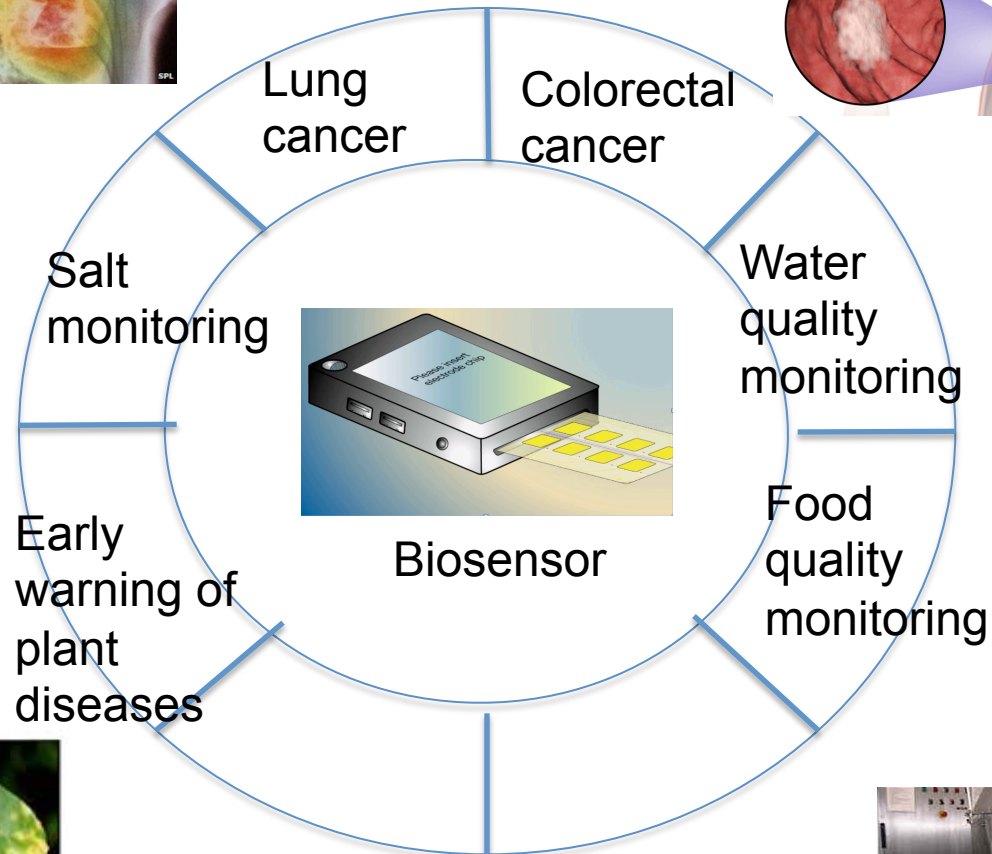 SPL
Lung
cancer
Colorectal
cancer
Salt
monitoring
Water
quality
monitoring
Please insert
electrode chip
Early
warning of
plant
diseases
Biosensor
Food
quality
monitoring